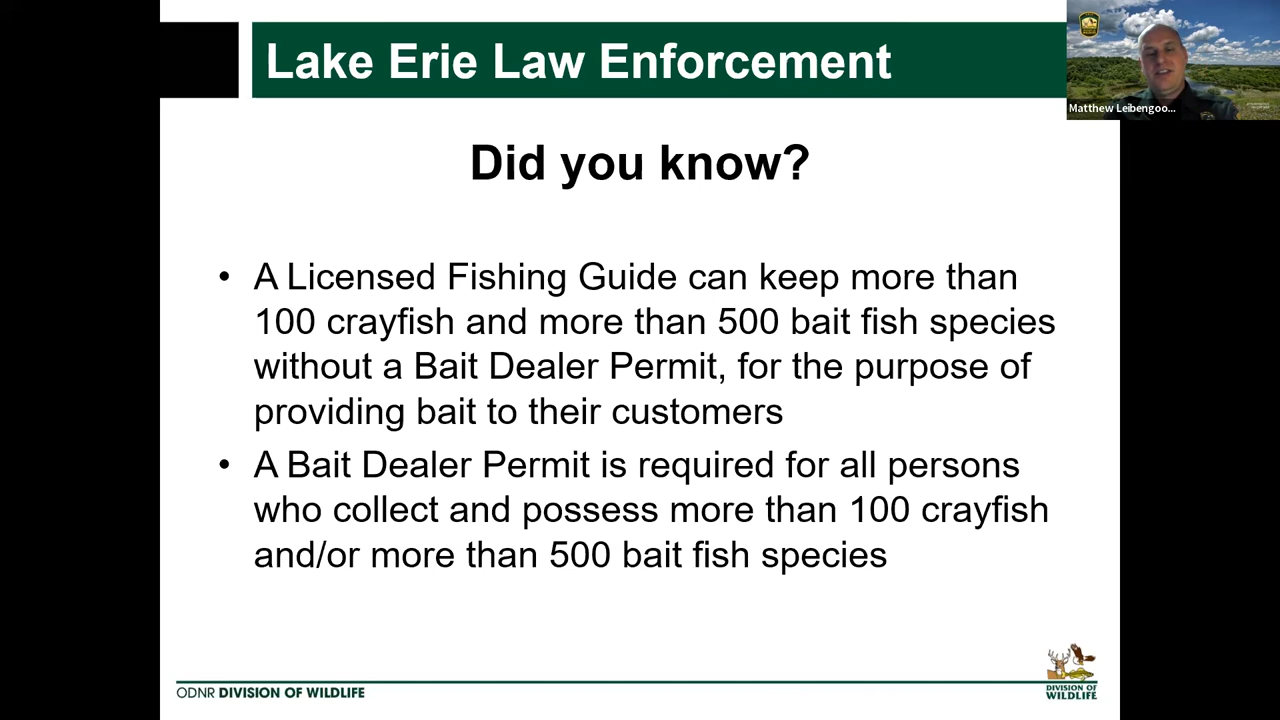 Lake Erie Law Enforcement
Matthew Leibengoo...
Did you know?
• A Licensed Fishing Guide can keep more than
100 crayfish and more than 500 bait fish species
without a Bait Dealer Permit, for the purpose of
providing bait to their customers
• A Bait Dealer Permit is required for all persons
who collect and possess more than 100 crayfish
and/or more than 500 bait fish species
ODNR DIVISION OF WILDLIFE
DIVISION OF
WILDLIFE